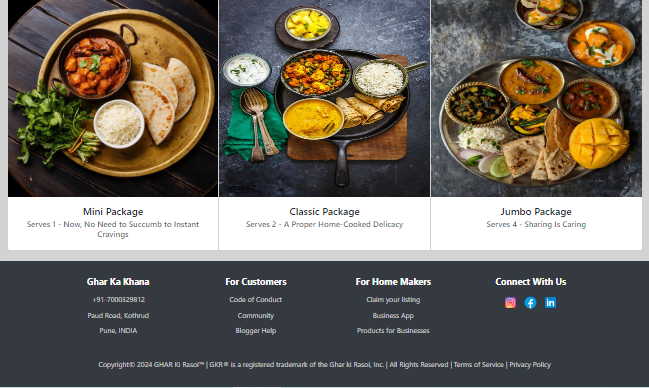 Mini Package
Serves 1 - Now, No Need to Succumb to Instant
Cravings
Classic Package
Serves 2 - A Proper Home-Cooked Delicacy
Jumbo Package
Serves 4 - Sharing Is Caring
Ghar Ka Khana
+91-7000329812
Paud Road, Kothrud
Pune, INDIA
For Customers
Code of Conduct
Community
Blogger Help
For Home Makers
Claim your listing
Business App
Products for Businesses
Connect With Us
Copyright© 2024 GHAR Ki Rasoi™ | GKR® is a registered trademark of the Ghar ki Rasoi, Inc. | All Rights Reserved | Terms of Service | Privacy Policy